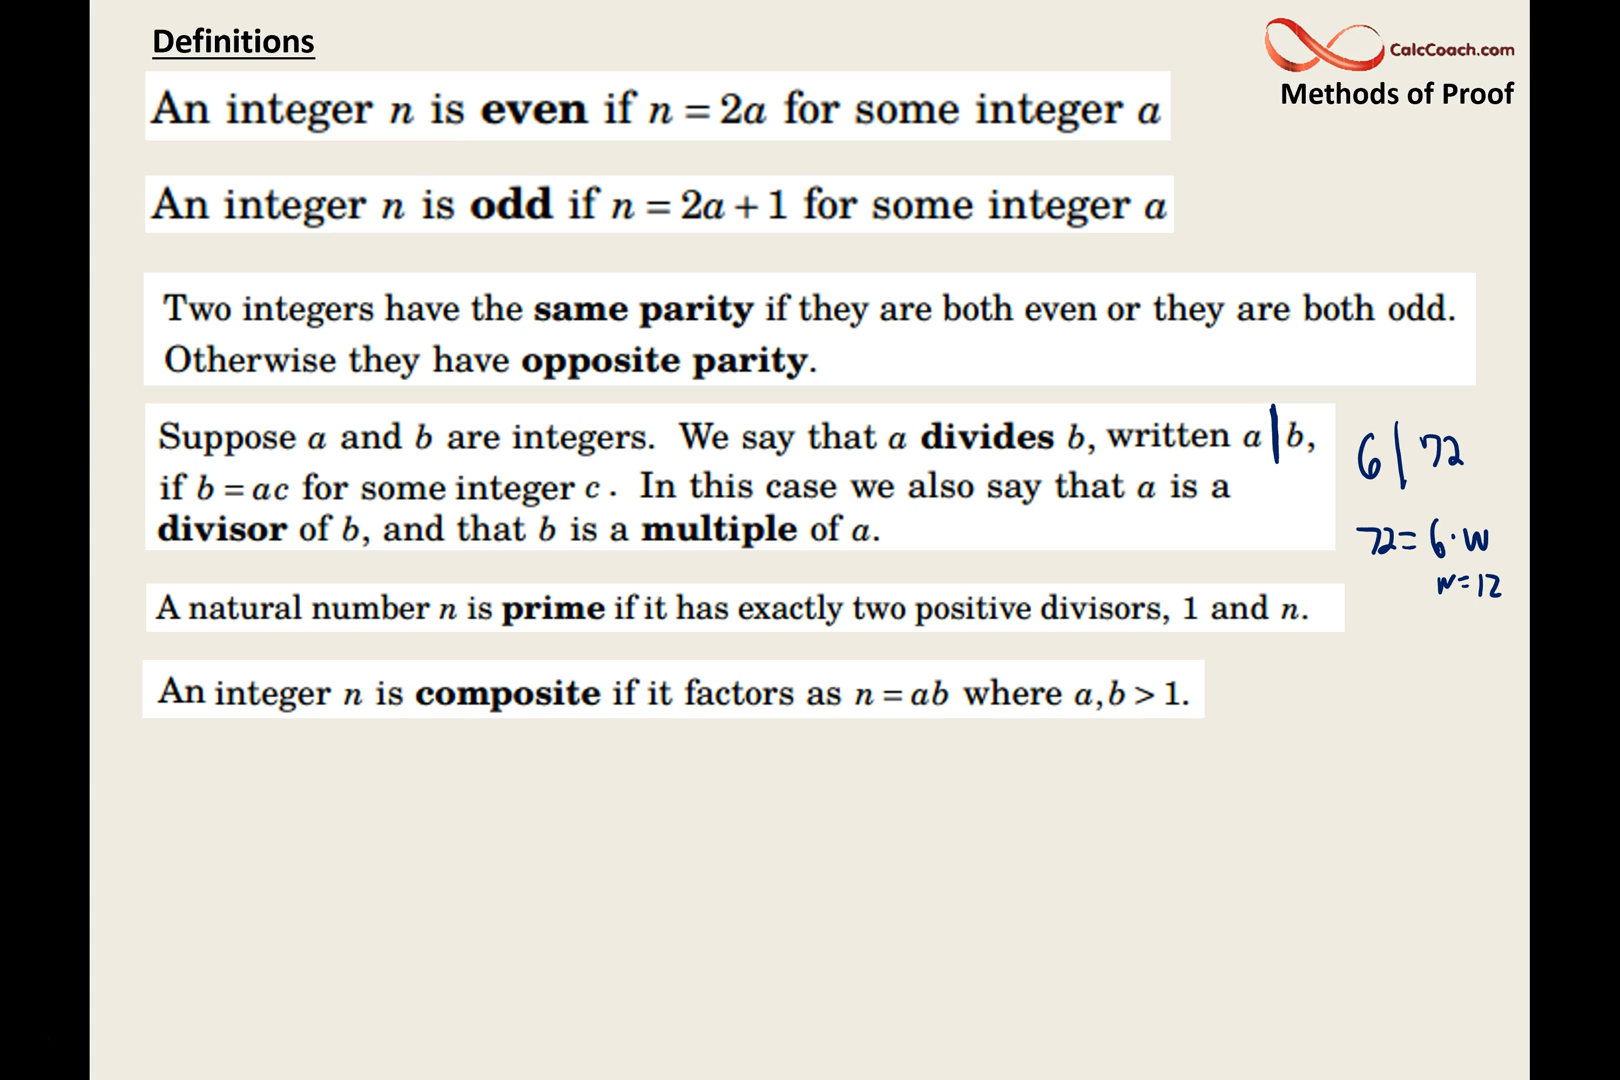 Definitions
CalcCoach.com
Methods of Proof
An integer n is even if n = 2a for some integer a
An integer n is odd if n = 2a + 1 for some integer a
Two integers have the same parity if they are both even or they are both odd.
Otherwise they have opposite parity.
Suppose a and b are integers. We say that a divides b, written a | b,
if b = ac for some integer c. In this case we also say that a is a
divisor of b, and that b is a multiple of a.
6 | 72
72 = 6 · w
w = 12
A natural number n is prime if it has exactly two positive divisors, 1 and n.
An integer n is composite if it factors as n = ab where a, b > 1.